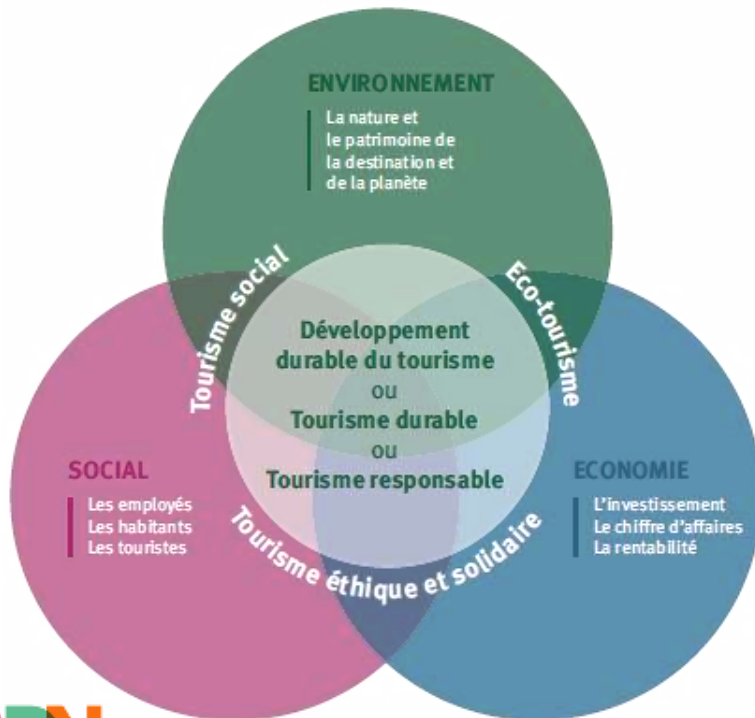 ENVIRONNEMENT
La nature et
le patrimoine de
la destination et
de la planète
Tourisme social
Eco-tourisme
Développement
durable du tourisme
ou
Tourisme durable
ou
Tourisme responsable
SOCIAL
Les employés
Les habitants
Les touristes
ECONOMIE
L'investissement
Le chiffre d'affaires
La rentabilité
Tourisme éthique et solidaire